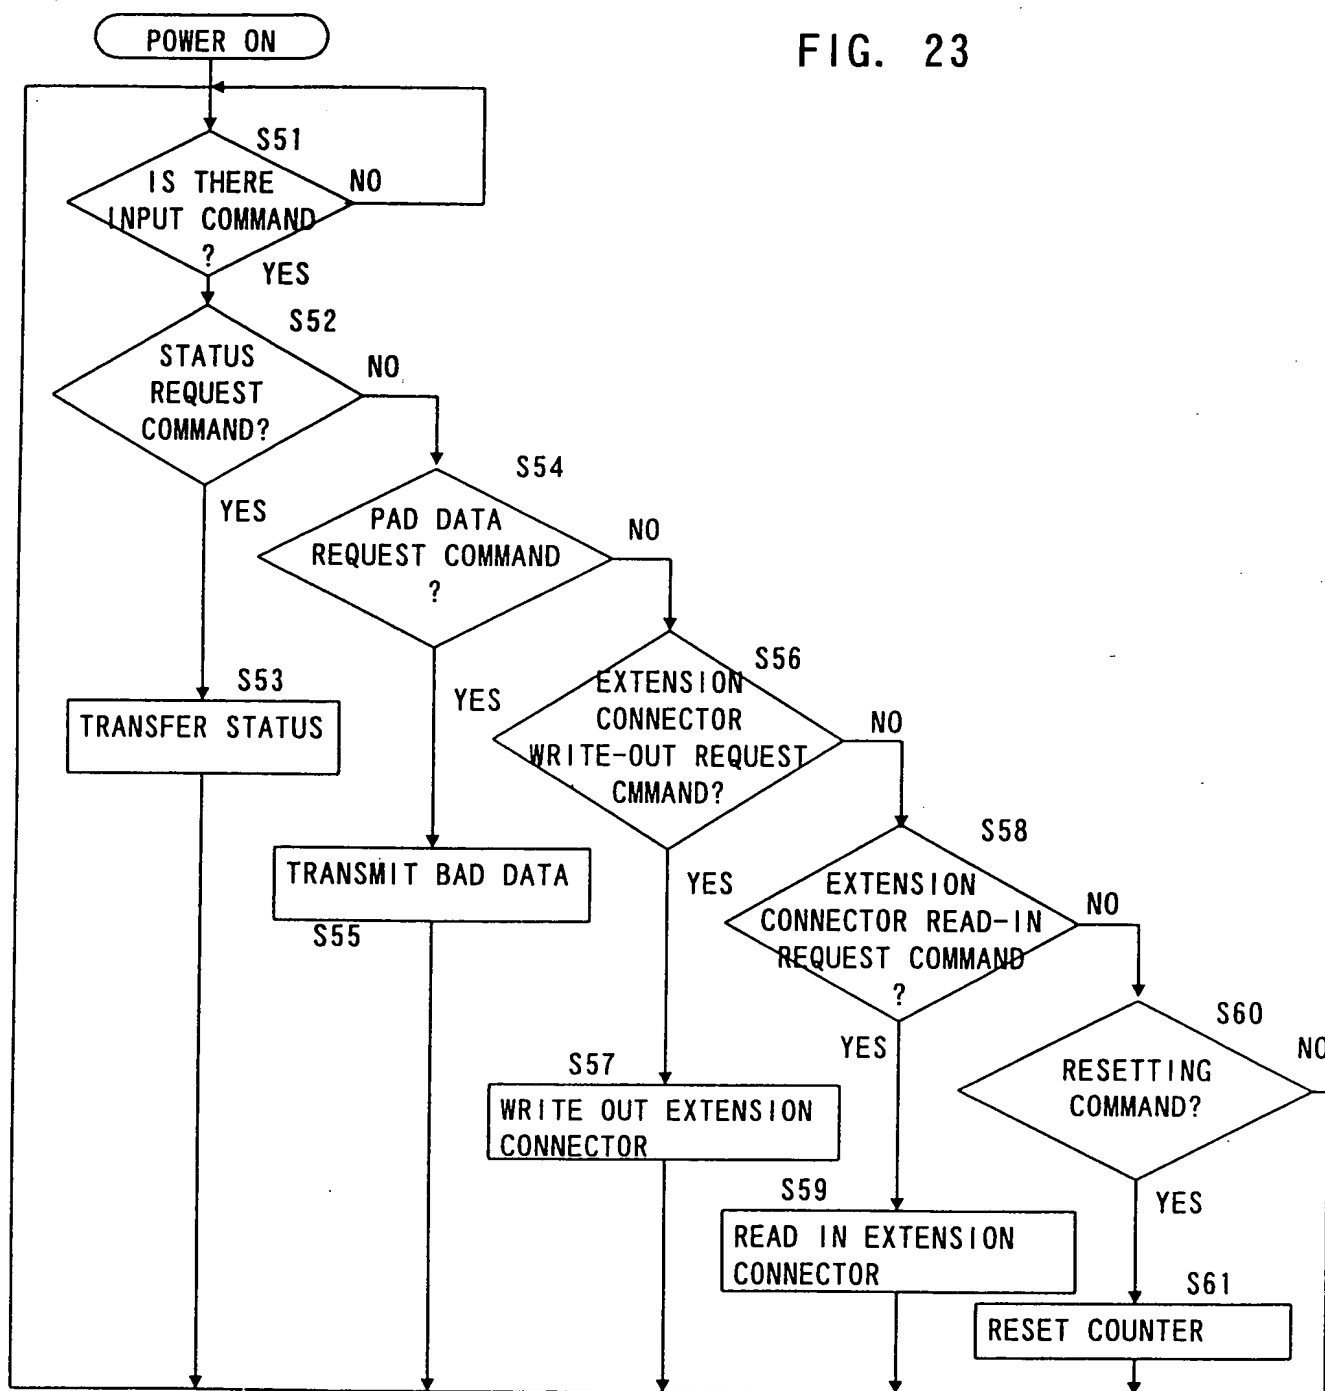 FIG. 23
POWER ON
S51
IS THERE
INPUT COMMAND
?
NO
YES
S52
STATUS
REQUEST
COMMAND?
NO
YES
S53
TRANSFER STATUS
S54
PAD DATA
REQUEST COMMAND
?
NO
YES
TRANSMIT BAD DATA
S55
S56
EXTENSION
CONNECTOR
WRITE-OUT REQUEST
CMMAND?
NO
YES
S57
WRITE OUT EXTENSION
CONNECTOR
S58
EXTENSION
CONNECTOR READ-IN
REQUEST COMMAND
?
NO
YES
S59
READ IN EXTENSION
CONNECTOR
S60
RESETTING
COMMAND?
NO
YES
S61
RESET COUNTER